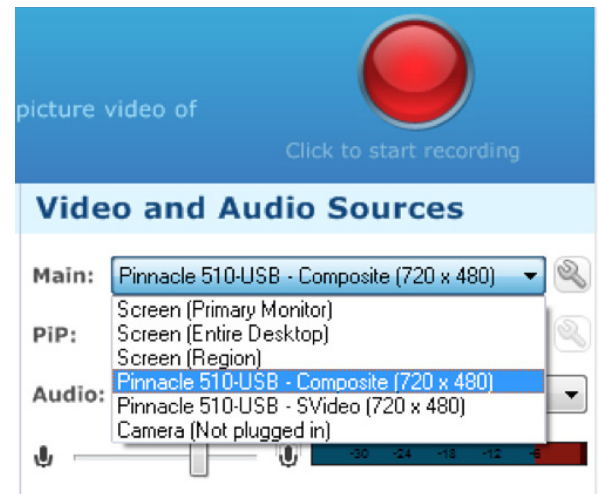 picture video of
Click to start recording
Video and Audio Sources
Main: Pinnacle 510-USB - Composite (720 x 480)
Screen (Primary Monitor)
PiP: Screen (Entire Desktop)
Screen (Region)
Pinnacle 510-USB - Composite (720 x 480)
Audio: Pinnacle 510-USB - SVideo (720 x 480)
Camera (Not plugged in)
-30 -24 -18 -12 -6